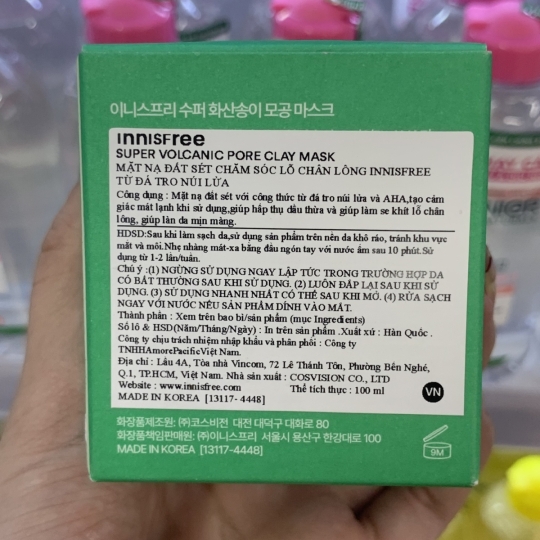 이니스프리 수퍼 화산송이 모공 마스크
innisfree
SUPER VOLCANIC PORE CLAY MASK
MẶT NẠ ĐẤT SÉT CHĂM SÓC LỖ CHÂN LÔNG INNISFREE
TỪ ĐÁ TRO NÚI LỬA
Công dụng : Mặt nạ đất sét với công thức từ đá tro núi lửa và AHA,tạo cảm
giác mát lạnh khi sử dụng,giúp hấp thụ dầu thừa và giúp làm se khít lỗ chân
lông, giúp làn da mịn màng.
HDSD:Sau khi làm sạch da,sử dụng sản phẩm trên nền da khô ráo, tránh khu vực
mắt và môi.Nhẹ nhàng mát-xa bằng đầu ngón tay với nước ấm sau 10 phút.Sử
dụng từ 1-2 lần/tuần.
Chú ý :(1) NGỪNG SỬ DỤNG NGAY LẬP TỨC TRONG TRƯỜNG HỢP DA
CÓ BẤT THƯỜNG SAU KHI SỬ DỤNG. (2) LUÔN ĐẬP LẠI SAU KHI SỬ
DỤNG. (3) SỬ DỤNG NHANH NHẤT CÓ THỂ SAU KHI MỞ. (4) RỬA SẠCH
NGAY VỚI NƯỚC NẾU SẢN PHẨM DÍNH VÀO MẮT.
Thành phần : Xem trên bao bì/sản phẩm (mục Ingredients)
Số lô & HSD(Năm/Tháng/Ngày) : In trên sản phẩm .Xuất xứ : Hàn Quốc .
Công ty chịu trách nhiệm nhập khẩu và phân phối : Công ty
TNHHAmorePacificViệt Nam.
Địa chỉ : Lầu 4A, Tòa nhà Vincom, 72 Lê Thánh Tôn, Phường Bến Nghé,
Q.1, TP.HCM, Việt Nam. Nhà sản xuất : COSVISION CO., LTD
Website : www.innisfree.com Thể tích thực : 100 ml
MADE IN KOREA [13117- 4448]
VN
화장품제조원: ㈜코스비전 대전 대덕구 대화로 80
화장품책임판매원: ㈜이니스프리 서울시 용산구 한강대로 100
MADE IN KOREA [13117-4448]
9M